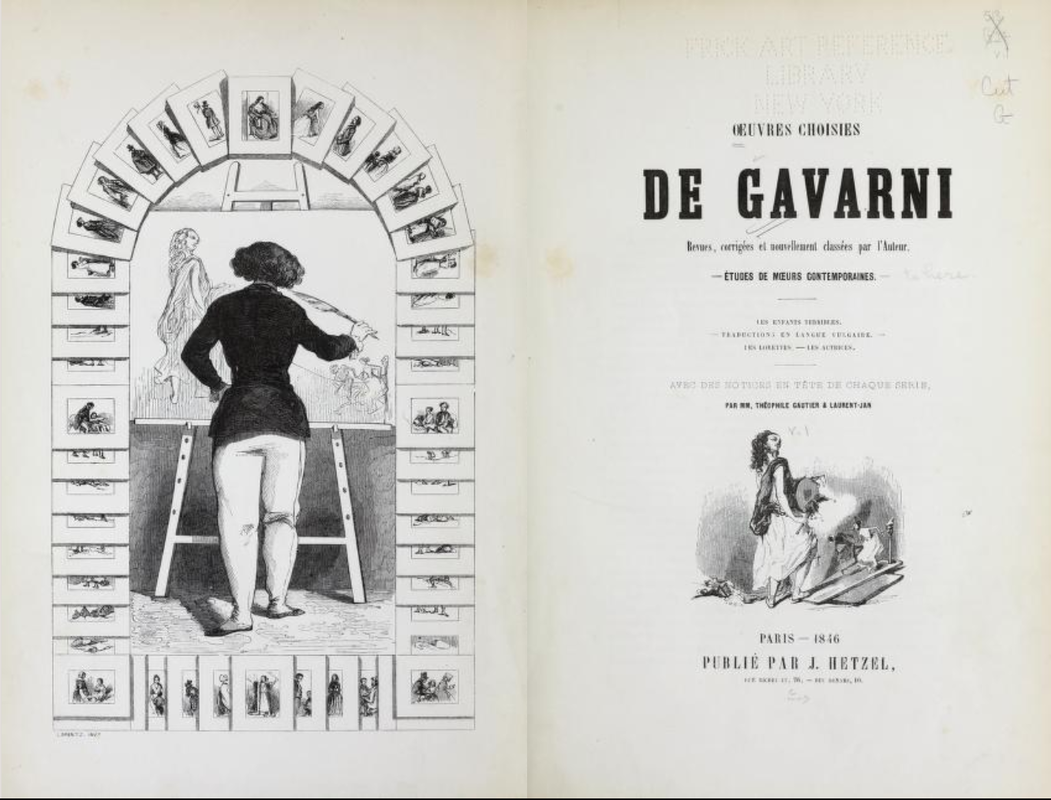 FRICK ART REFERENCE
LIBRARY
NEW YORK
Cut
G
ŒUVRES CHOISIES
DE GAVARNI
Revues, corrigées et nouvellement classées par l'Auteur.
— ÉTUDES DE MŒURS CONTEMPORAINES. —
LES ENFANTS TERRIBLES.
— TRADUCTIONS EN LANGUE VULGAIRE. —
LES LORETTES. — LES ACTRICES.
AVEC DES NOTICES EN TÊTE DE CHAQUE SÉRIE,
PAR MM. THÉOPHILE GAUTIER & LAURENT-JAN
v. 1
PARIS — 1846
PUBLIÉ PAR J. HETZEL,